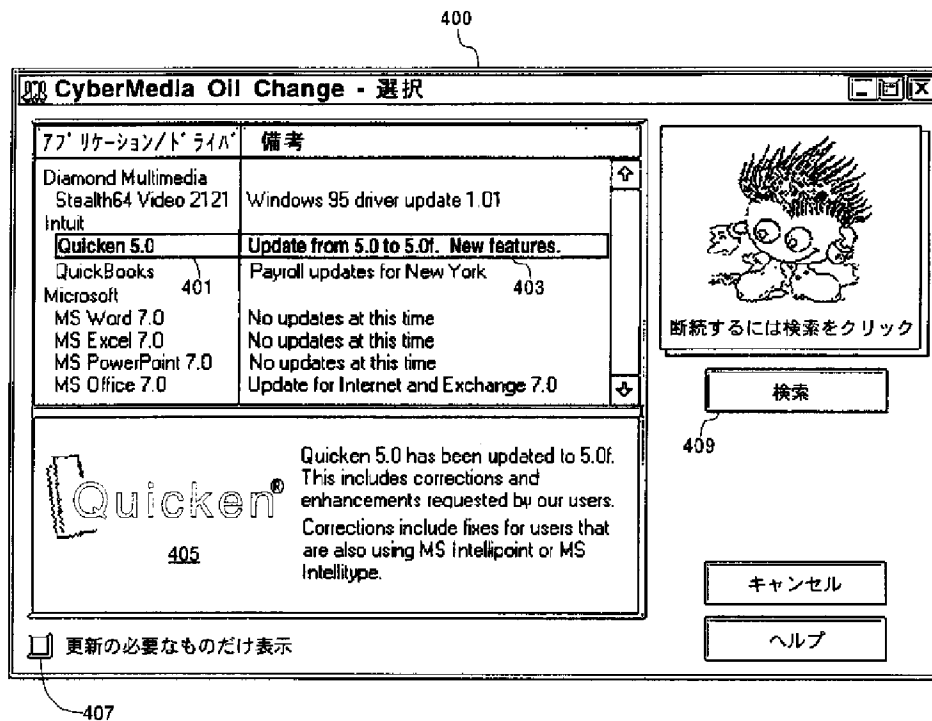 400
CyberMedia Oil Change - 選択
アプリケーション/ドライバ 備考
Diamond Multimedia
Stealth64 Video 2121 Windows 95 driver update 1.01
Intuit
Quicken 5.0 Update from 5.0 to 5.0f. New features.
QuickBooks Payroll updates for New York
401 403
Microsoft
MS Word 7.0 No updates at this time
MS Excel 7.0 No updates at this time
MS PowerPoint 7.0 No updates at this time
MS Office 7.0 Update for Internet and Exchange 7.0
断続するには検索をクリック
検索
409
Quicken®
405
Quicken 5.0 has been updated to 5.0f.
This includes corrections and
enhancements requested by our users.
Corrections include fixes for users that
are also using MS Intellipoint or MS
Intellitype.
キャンセル
ヘルプ
更新の必要なものだけ表示
407